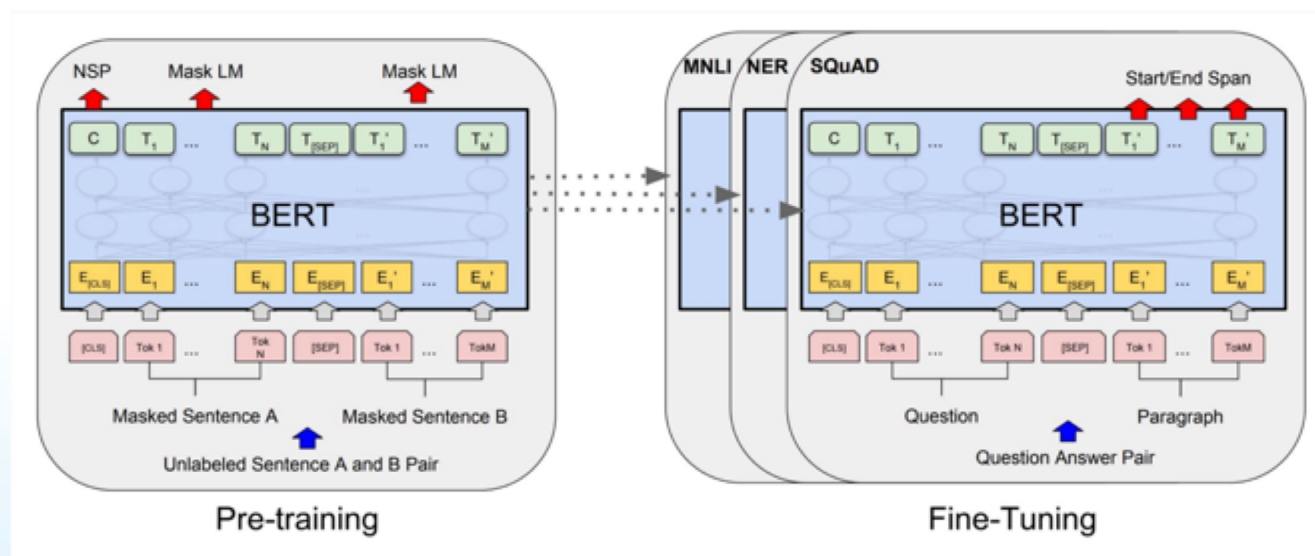 NSP Mask LM Mask LM
C T1 ... TN T[SEP] T1' ... TM'
...
BERT
...
E[CLS] E1 ... EN E[SEP] E1' ... EM'
[CLS] Tok 1 ... Tok N [SEP] Tok 1 ... TokM
Masked Sentence A Masked Sentence B
Unlabeled Sentence A and B Pair
Pre-training
MNLI NER SQuAD
Start/End Span
C T1 ... TN T[SEP] T1' ... TM'
...
BERT
...
E[CLS] E1 ... EN E[SEP] E1' ... EM'
[CLS] Tok 1 ... Tok N [SEP] Tok 1 ... TokM
Question Paragraph
Question Answer Pair
Fine-Tuning